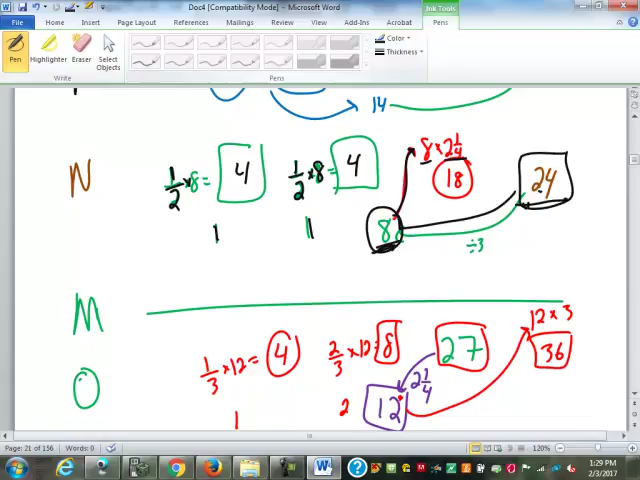 Doc4 [Compatibility Mode] - Microsoft Word
Ink Tools
File Home Insert Page Layout References Mailings Review View Add-Ins Acrobat Pens
Pen Highlighter Eraser Select Objects
Color
Thickness
Write Pens
14
N 1/2 × 8 = 4 1/2 × 8 = 4 8 × 2 1/4 24
18
1 1 8 ÷3
M
O 1/3 × 12 = 4 2/3 × 12 = 8 27 12 × 3
36
2 1/4
1 2 12
Page: 21 of 156 Words: 0 120%
1:29 PM
2/3/2017